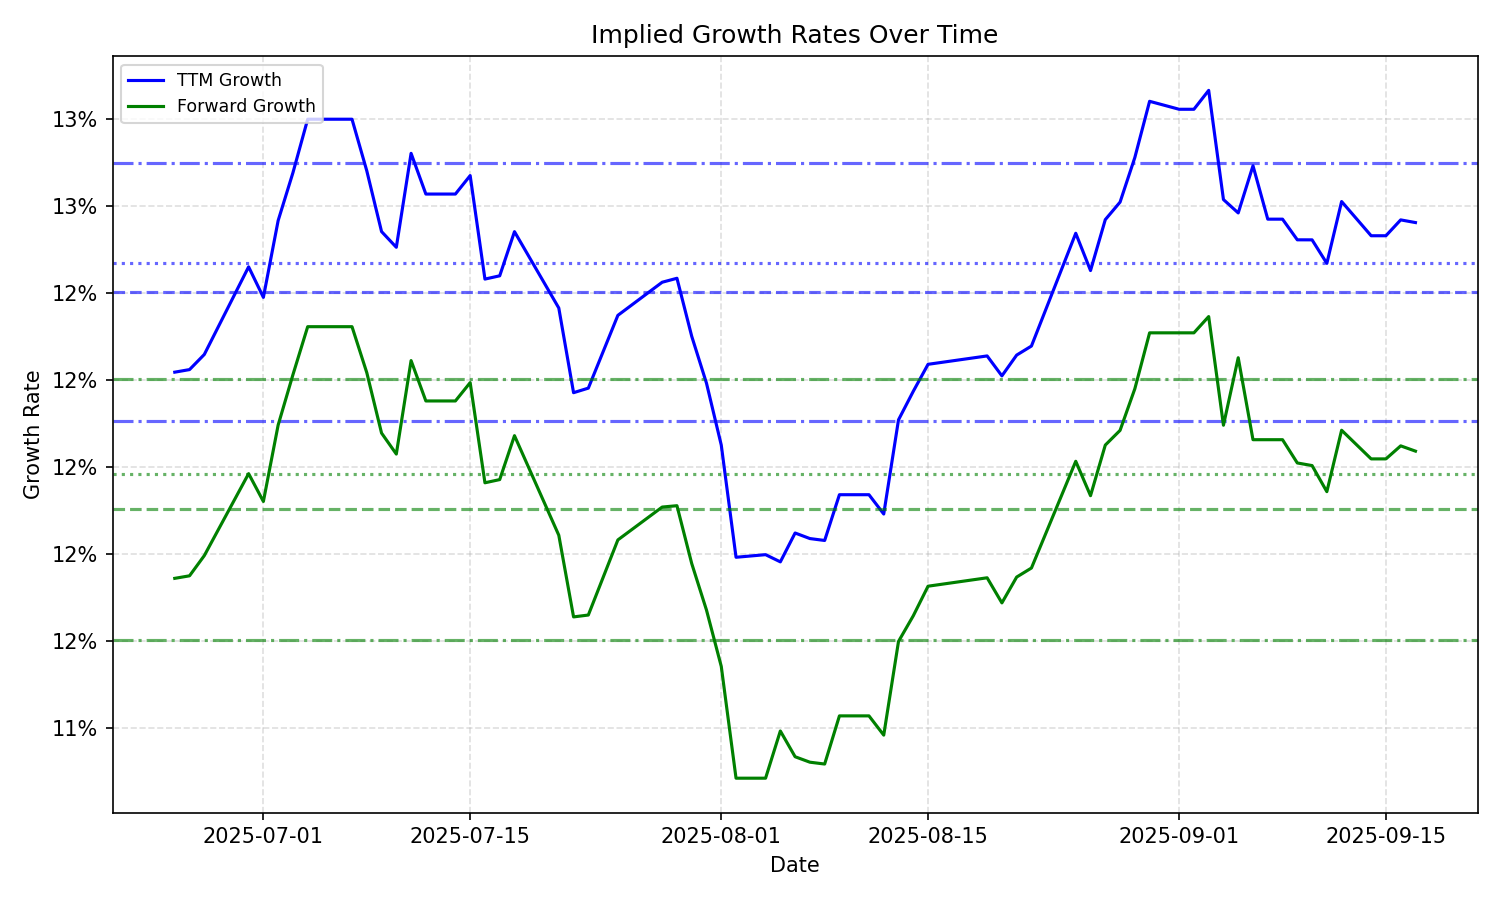 Implied Growth Rates Over Time
TTM Growth
Forward Growth
13%
13%
12%
12%
12%
12%
12%
11%
Growth Rate
2025-07-01
2025-07-15
2025-08-01
2025-08-15
2025-09-01
2025-09-15
Date